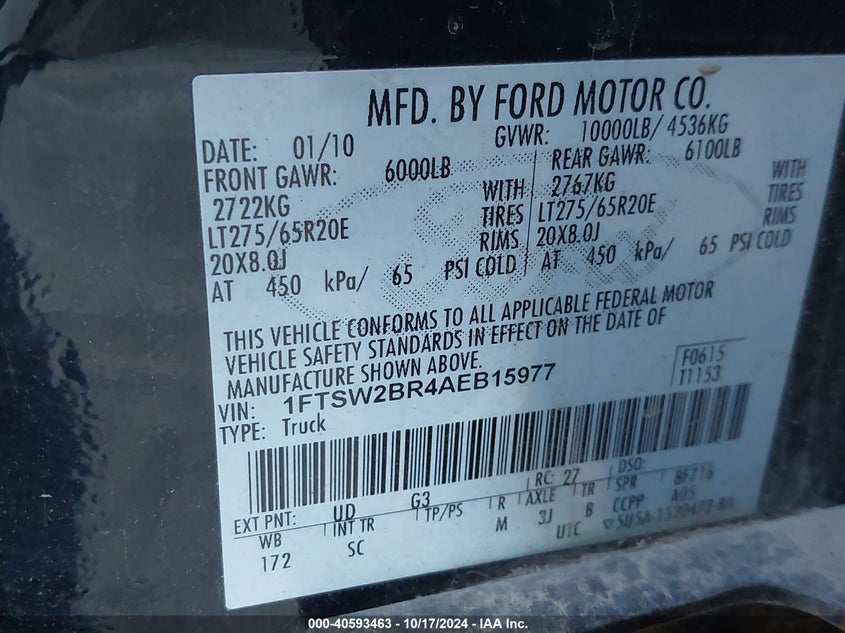 MFD. BY FORD MOTOR CO.
DATE: 01/10 GVWR: 10000LB/ 4536KG
FRONT GAWR: 6000LB REAR GAWR: 6100LB
2722KG WITH 2767KG WITH
LT275/65R20E TIRES LT275/65R20E TIRES
20X8.0J RIMS 20X8.0J RIMS
AT 450 kPa/ 65 PSI COLD AT 450 kPa/ 65 PSI COLD
THIS VEHICLE CONFORMS TO ALL APPLICABLE FEDERAL MOTOR
VEHICLE SAFETY STANDARDS IN EFFECT ON THE DATE OF
MANUFACTURE SHOWN ABOVE.
F0615
VIN: 1FTSW2BR4AEB15977
T1153
TYPE: Truck
RC: 27 DSO:
EXT PNT: UD G3
WB INT TR TP/PS R AXLE TR SPR
172 SC M 3J B CCPP
UTC
000-40593463 - 10/17/2024 - IAA Inc.